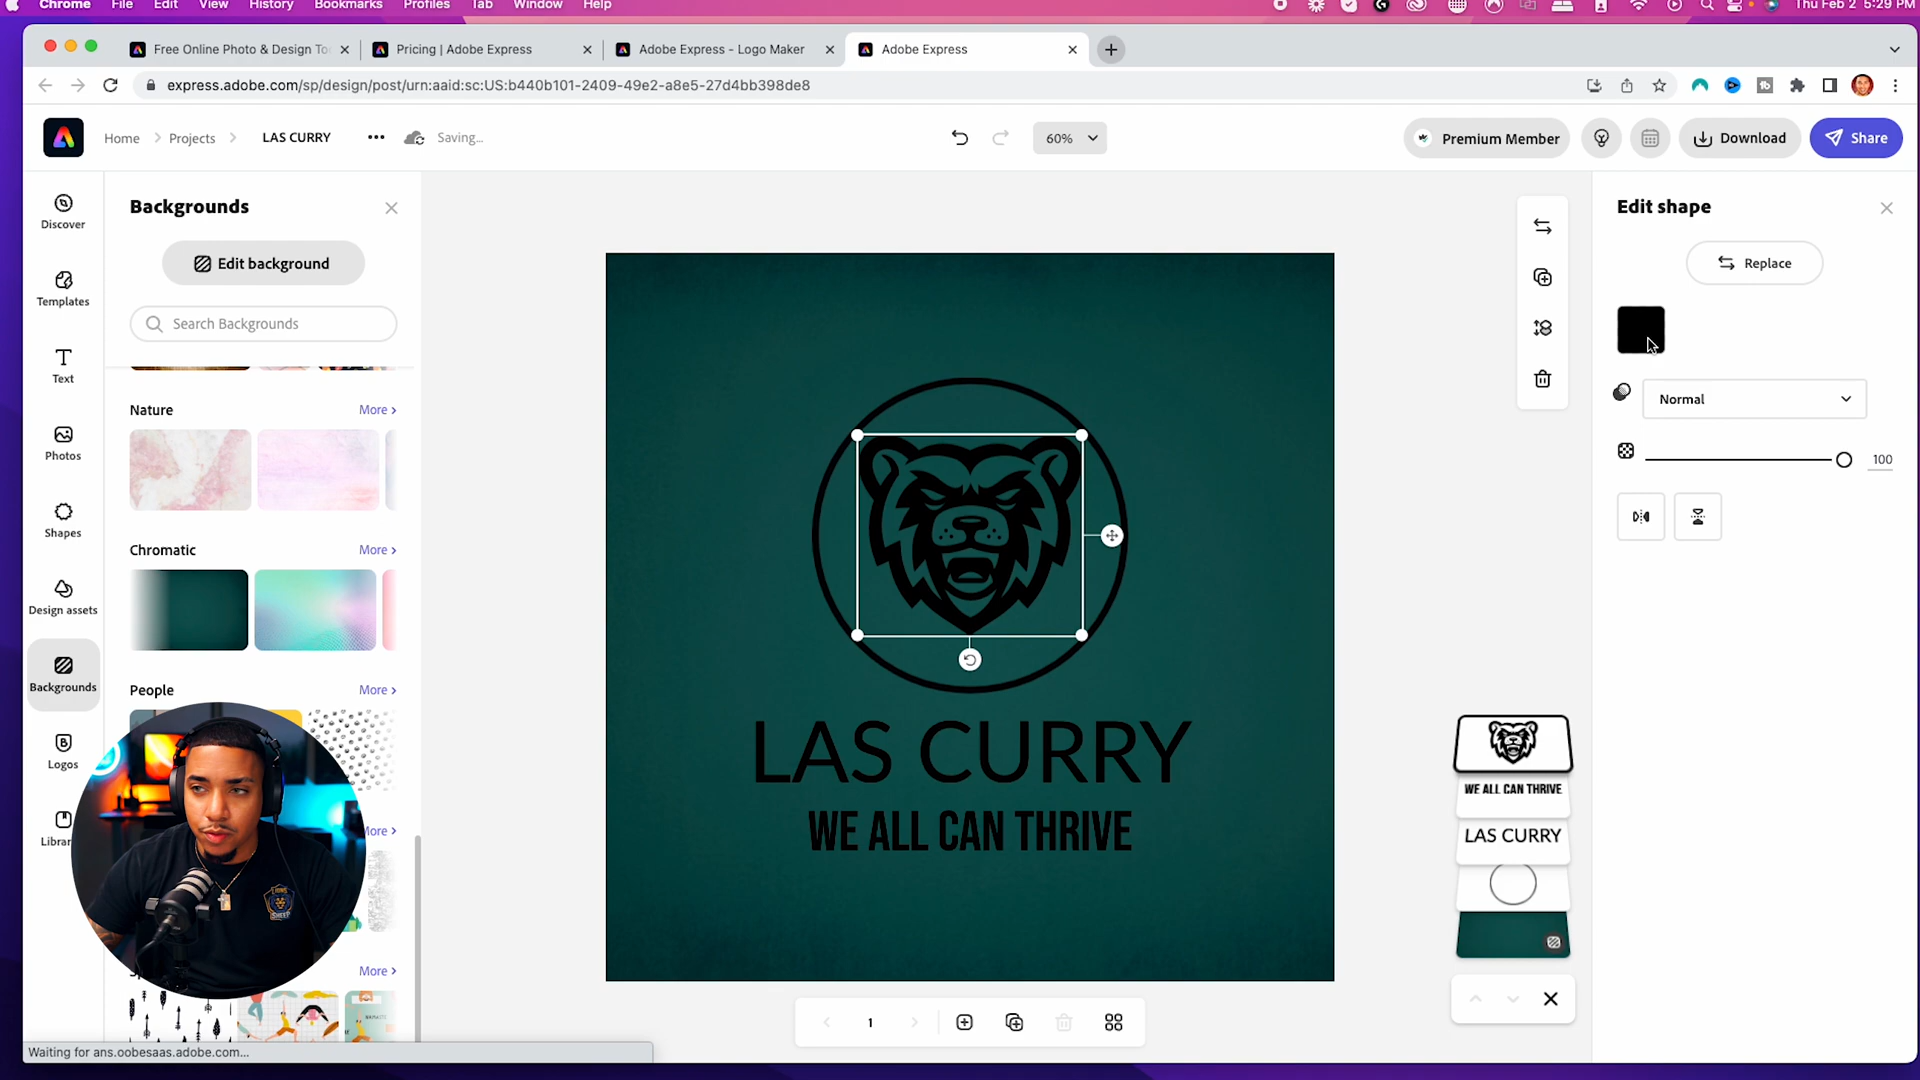 Chrome File Edit View History Bookmarks Profiles Tab Window Help Thu Feb 2 5:29 PM
Free Online Photo & Design To
Pricing | Adobe Express
Adobe Express - Logo Maker
Adobe Express
express.adobe.com/sp/design/post/urn:aaid:sc:US:b440b101-2409-49e2-a8e5-27d4bb398de8
Home Projects LAS CURRY Saving... 60% Premium Member Download Share
Discover
Templates
Text
Photos
Shapes
Design assets
Backgrounds
Logos
Librar
Backgrounds
Edit background
Search Backgrounds
Nature More
Chromatic More
People More
More
More
LAS CURRY
WE ALL CAN THRIVE
1
WE ALL CAN THRIVE
LAS CURRY
Edit shape
Replace
Normal
100
Waiting for ans.oobesaas.adobe.com...